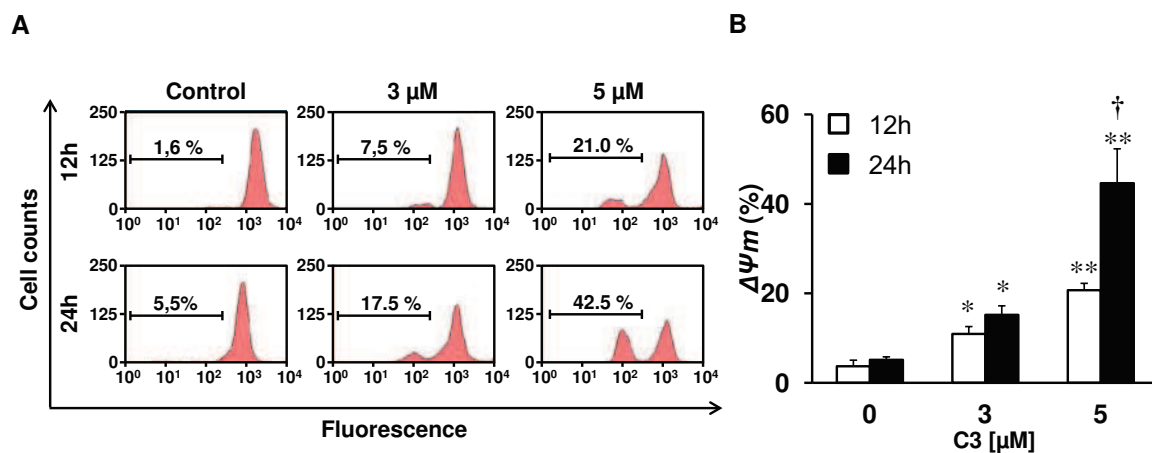 A
B
Control
3 µM
5 µM
12h
24h
Cell counts
250
125
0
1,6 %
10⁰ 10¹ 10² 10³ 10⁴
250
125
0
7,5 %
10⁰ 10¹ 10² 10³ 10⁴
250
125
0
21.0 %
10⁰ 10¹ 10² 10³ 10⁴
250
125
0
5,5%
10⁰ 10¹ 10² 10³ 10⁴
250
125
0
17.5 %
10⁰ 10¹ 10² 10³ 10⁴
250
125
0
42.5 %
10⁰ 10¹ 10² 10³ 10⁴
Fluorescence
ΔΨm (%)
60
40
20
0
12h
24h
*
*
**
†
**
0 3 5
C3 [µM]